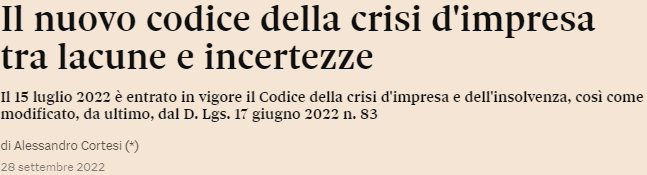 Il nuovo codice della crisi d'impresa
tra lacune e incertezze
Il 15 luglio 2022 è entrato in vigore il Codice della crisi d'impresa e dell'insolvenza, così come
modificato, da ultimo, dal D. Lgs. 17 giugno 2022 n. 83
di Alessandro Cortesi (*)
28 settembre 2022